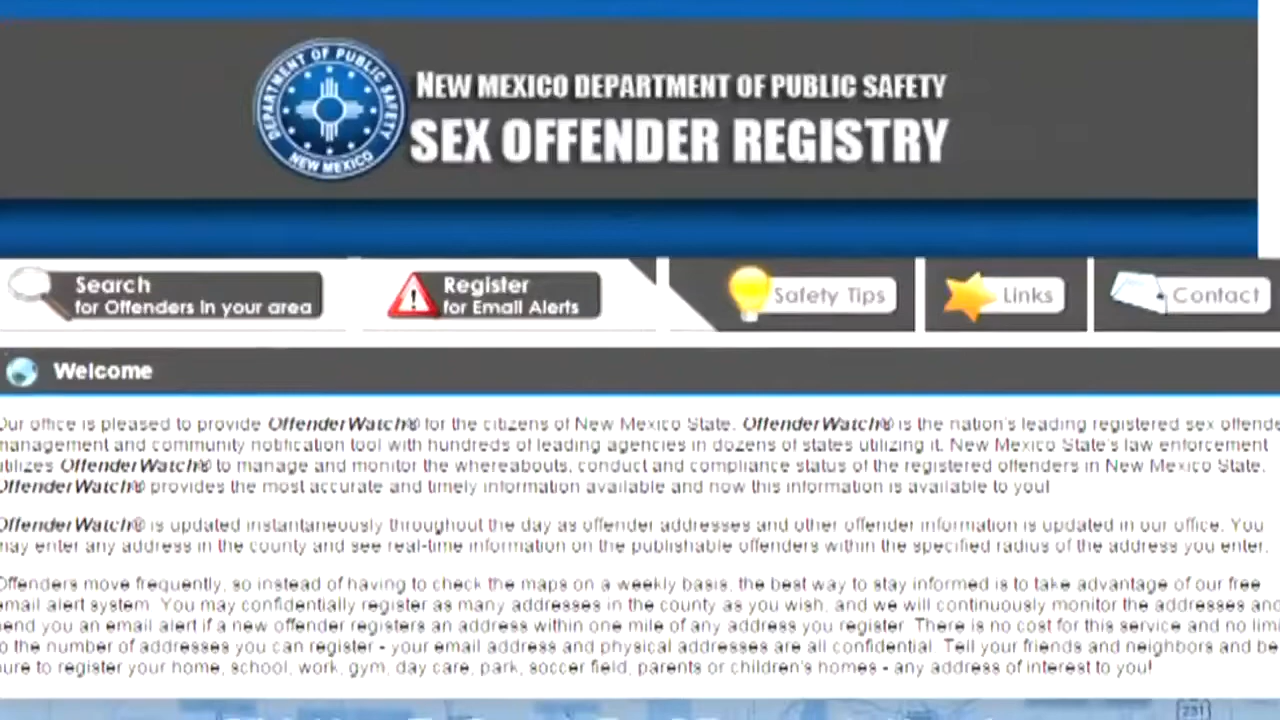 DEPARTMENT OF PUBLIC SAFETY
NEW MEXICO
NEW MEXICO DEPARTMENT OF PUBLIC SAFETY
SEX OFFENDER REGISTRY
Search
for Offenders in your area
Register
for Email Alerts
Safety Tips
Links
Contact
Welcome
Our office is pleased to provide OffenderWatch® for the citizens of New Mexico State. OffenderWatch® is the nation's leading registered sex offende
management and community notification tool with hundreds of leading agencies in dozens of states utilizing it. New Mexico State's law enforcement
utilizes OffenderWatch® to manage and monitor the whereabouts, conduct and compliance status of the registered offenders in New Mexico State.
OffenderWatch® provides the most accurate and timely information available and now this information is available to you!
OffenderWatch® is updated instantaneously throughout the day as offender addresses and other offender information is updated in our office. You
may enter any address in the county and see real-time information on the publishable offenders within the specified radius of the address you enter.
Offenders move frequently, so instead of having to check the maps on a weekly basis, the best way to stay informed is to take advantage of our free
email alert system. You may confidentially register as many addresses in the county as you wish, and we will continuously monitor the addresses and
send you an email alert if a new offender registers an address within one mile of any address you register. There is no cost for this service and no limi
to the number of addresses you can register - your email address and physical addresses are all confidential. Tell your friends and neighbors and be
sure to register your home, school, work, gym, day care, park, soccer field, parents or children's homes - any address of interest to you!
231